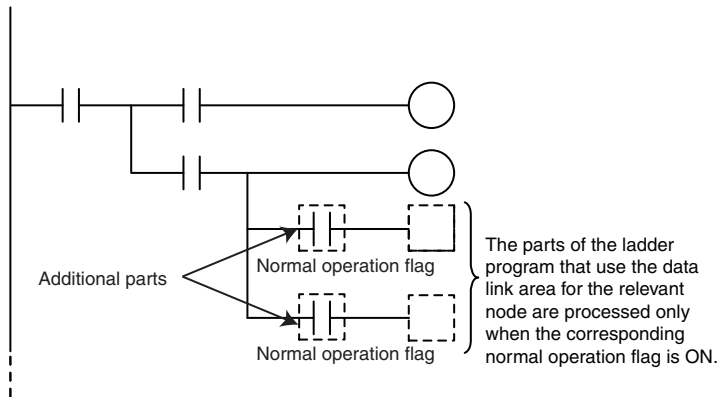 Additional parts
Normal operation flag
Normal operation flag
The parts of the ladder
program that use the data
link area for the relevant
node are processed only
when the corresponding
normal operation flag is ON.